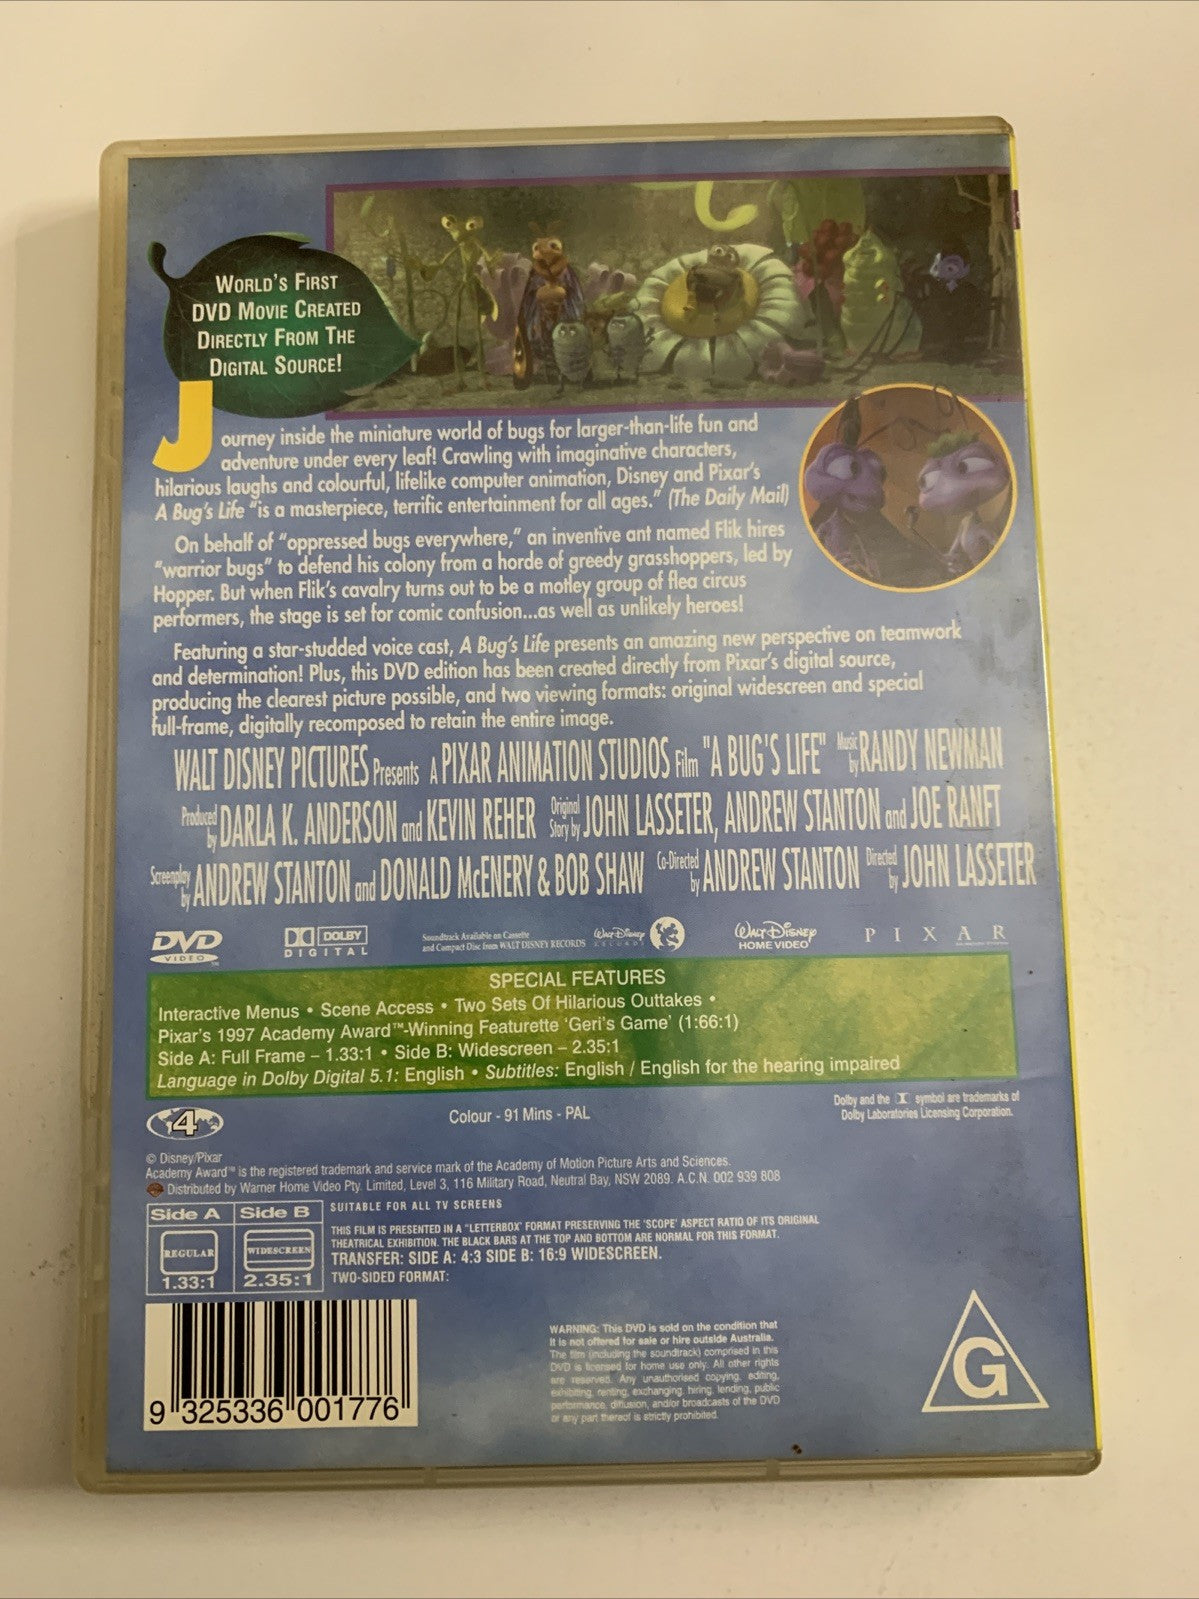 WORLD'S FIRST
DVD MOVIE CREATED
DIRECTLY FROM THE
DIGITAL SOURCE!
Journey inside the miniature world of bugs for larger-than-life fun and
adventure under every leaf! Crawling with imaginative characters,
hilarious laughs and colourful, lifelike computer animation, Disney and Pixar's
A Bug's Life "is a masterpiece, terrific entertainment for all ages." (The Daily Mail)
On behalf of "oppressed bugs everywhere," an inventive ant named Flik hires
"warrior bugs" to defend his colony from a horde of greedy grasshoppers, led by
Hopper. But when Flik's cavalry turns out to be a motley group of flea circus
performers, the stage is set for comic confusion...as well as unlikely heroes!
Featuring a star-studded voice cast, A Bug's Life presents an amazing new perspective on teamwork
and determination! Plus, this DVD edition has been created directly from Pixar's digital source,
producing the clearest picture possible, and two viewing formats: original widescreen and special
full-frame, digitally recomposed to retain the entire image.
WALT DISNEY PICTURES Presents A PIXAR ANIMATION STUDIOS Film "A BUG'S LIFE" Music by RANDY NEWMAN
Produced by DARLA K. ANDERSON and KEVIN REHER Original Story by JOHN LASSETER, ANDREW STANTON and JOE RANFT
Screenplay by ANDREW STANTON and DONALD McENERY & BOB SHAW Co-Directed by ANDREW STANTON Directed by JOHN LASSETER
DVD VIDEO ™ DOLBY DIGITAL
Soundtrack Available on Cassette
and Compact Disc from WALT DISNEY RECORDS
Walt Disney RECORDS
WALT DISNEY HOME VIDEO
PIXAR
SPECIAL FEATURES
Interactive Menus • Scene Access • Two Sets Of Hilarious Outtakes •
Pixar's 1997 Academy Award™-Winning Featurette 'Geri's Game' (1:66:1)
Side A: Full Frame – 1.33:1 • Side B: Widescreen – 2.35:1
Language in Dolby Digital 5.1: English • Subtitles: English / English for the hearing impaired
4
Colour - 91 Mins - PAL
Dolby and the symbol are trademarks of
Dolby Laboratories Licensing Corporation.
© Disney/Pixar
Academy Award™ is the registered trademark and service mark of the Academy of Motion Picture Arts and Sciences.
Distributed by Warner Home Video Pty. Limited, Level 3, 116 Military Road, Neutral Bay, NSW 2089. A.C.N. 002 939 808
Side A Side B
REGULAR WIDESCREEN
1.33:1 2.35:1
SUITABLE FOR ALL TV SCREENS
THIS FILM IS PRESENTED IN A "LETTERBOX" FORMAT PRESERVING THE 'SCOPE' ASPECT RATIO OF ITS ORIGINAL
THEATRICAL EXHIBITION. THE BLACK BARS AT THE TOP AND BOTTOM ARE NORMAL FOR THIS FORMAT.
TRANSFER: SIDE A: 4:3 SIDE B: 16:9 WIDESCREEN.
TWO-SIDED FORMAT:
9 325336 001776
WARNING: This DVD is sold on the condition that
it is not offered for sale or hire outside Australia.
The film (including the soundtrack) comprised in this
DVD is licensed for home use only. All other rights
are reserved. Any unauthorised copying, editing,
exhibiting, renting, exchanging, hiring, lending, public
performance, diffusion, and/or broadcasts of the DVD
or any part thereof is strictly prohibited.
G